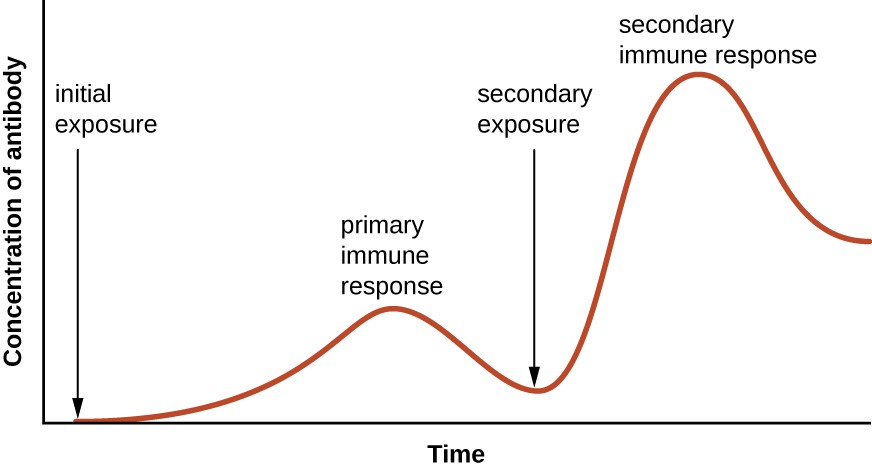 secondary
immune response
initial
exposure
secondary
exposure
primary
immune
response
Concentration of antibody
Time